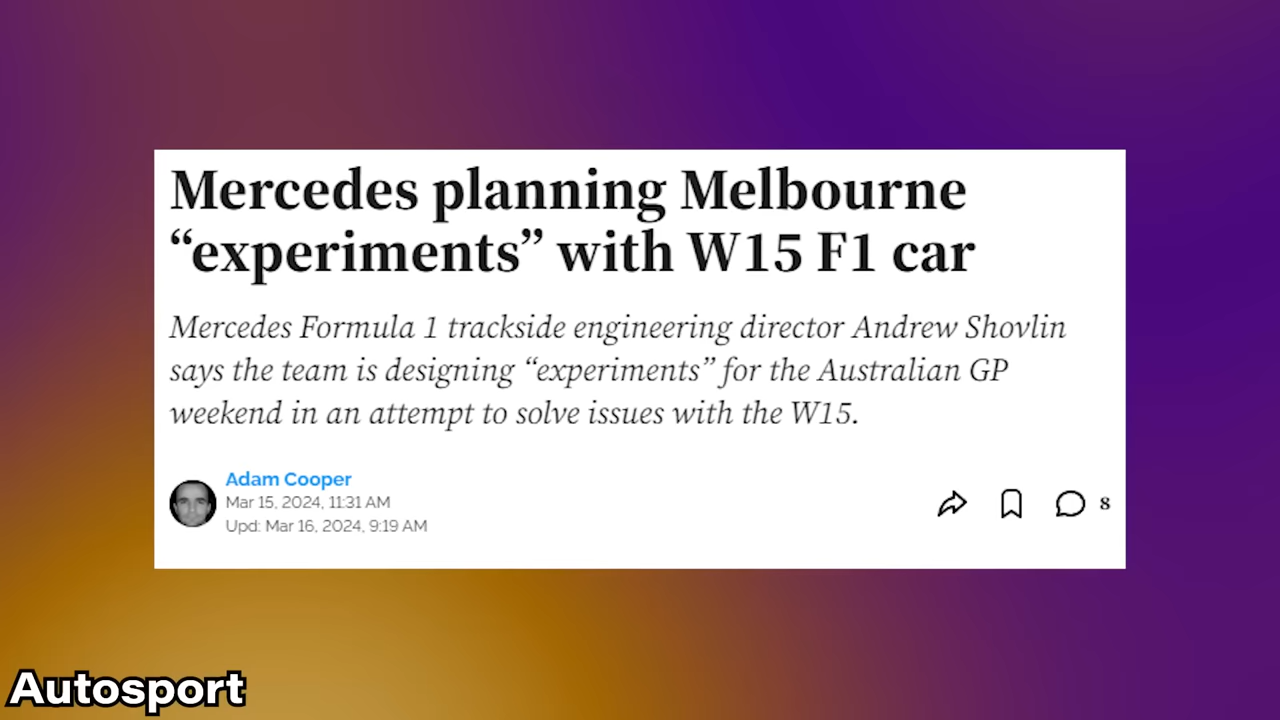 Mercedes planning Melbourne
“experiments” with W15 F1 car
Mercedes Formula 1 trackside engineering director Andrew Shovlin
says the team is designing “experiments” for the Australian GP
weekend in an attempt to solve issues with the W15.
Adam Cooper
Mar 15, 2024, 11:31 AM
Upd: Mar 16, 2024, 9:19 AM
8
Autosport